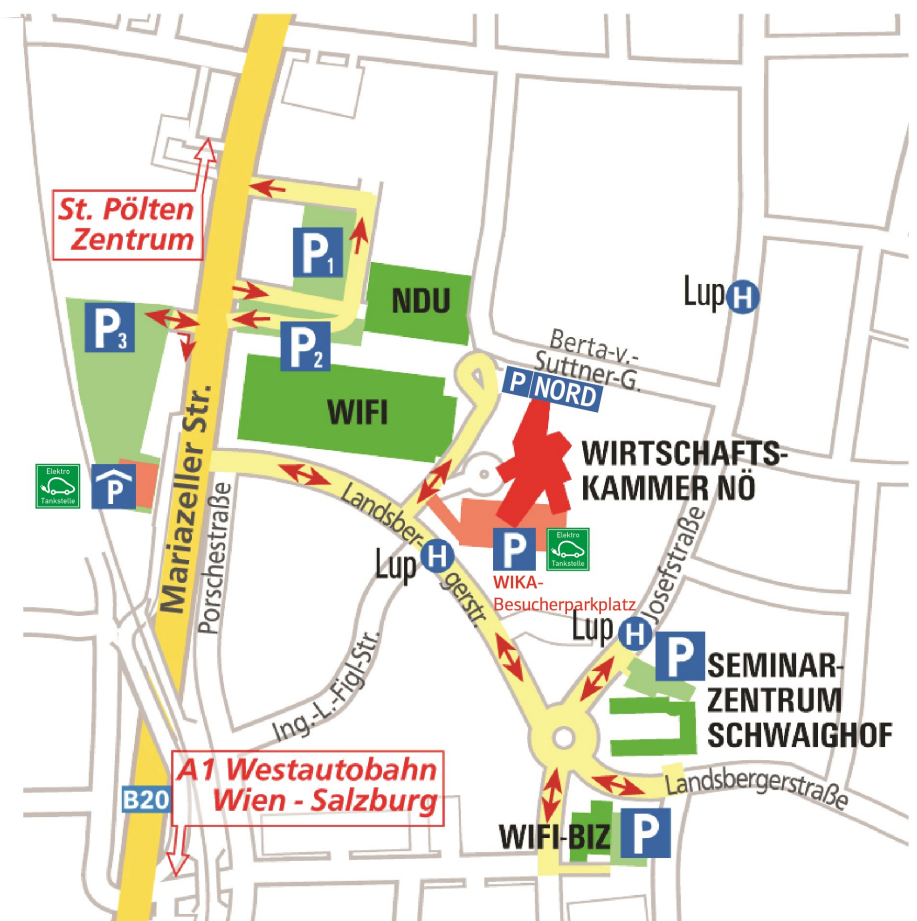 St. Pölten
Zentrum
P1
NDU
Lup H
P3
P2
Berta-v.-
Suttner-G.
P NORD
WIFI
Mariazeller Str.
WIRTSCHAFTS-
KAMMER NÖ
Elektro
Tankstelle
P
Porschestraße
Landsber-
gerstr.
Lup H
P
Elektro
Tankstelle
WIKA-
Besucherparkplatz
Josefstraße
Lup H
P
SEMINAR-
ZENTRUM
SCHWAIGHOF
Ing.-L.-Figl-Str.
A1 Westautobahn
Wien - Salzburg
B20
Landsbergerstraße
WIFI-BIZ
P